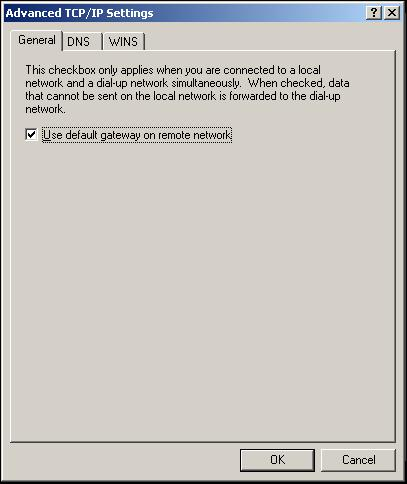 Advanced TCP/IP Settings
General DNS WINS
This checkbox only applies when you are connected to a local
network and a dial-up network simultaneously. When checked, data
that cannot be sent on the local network is forwarded to the dial-up
network.
Use default gateway on remote network
OK Cancel